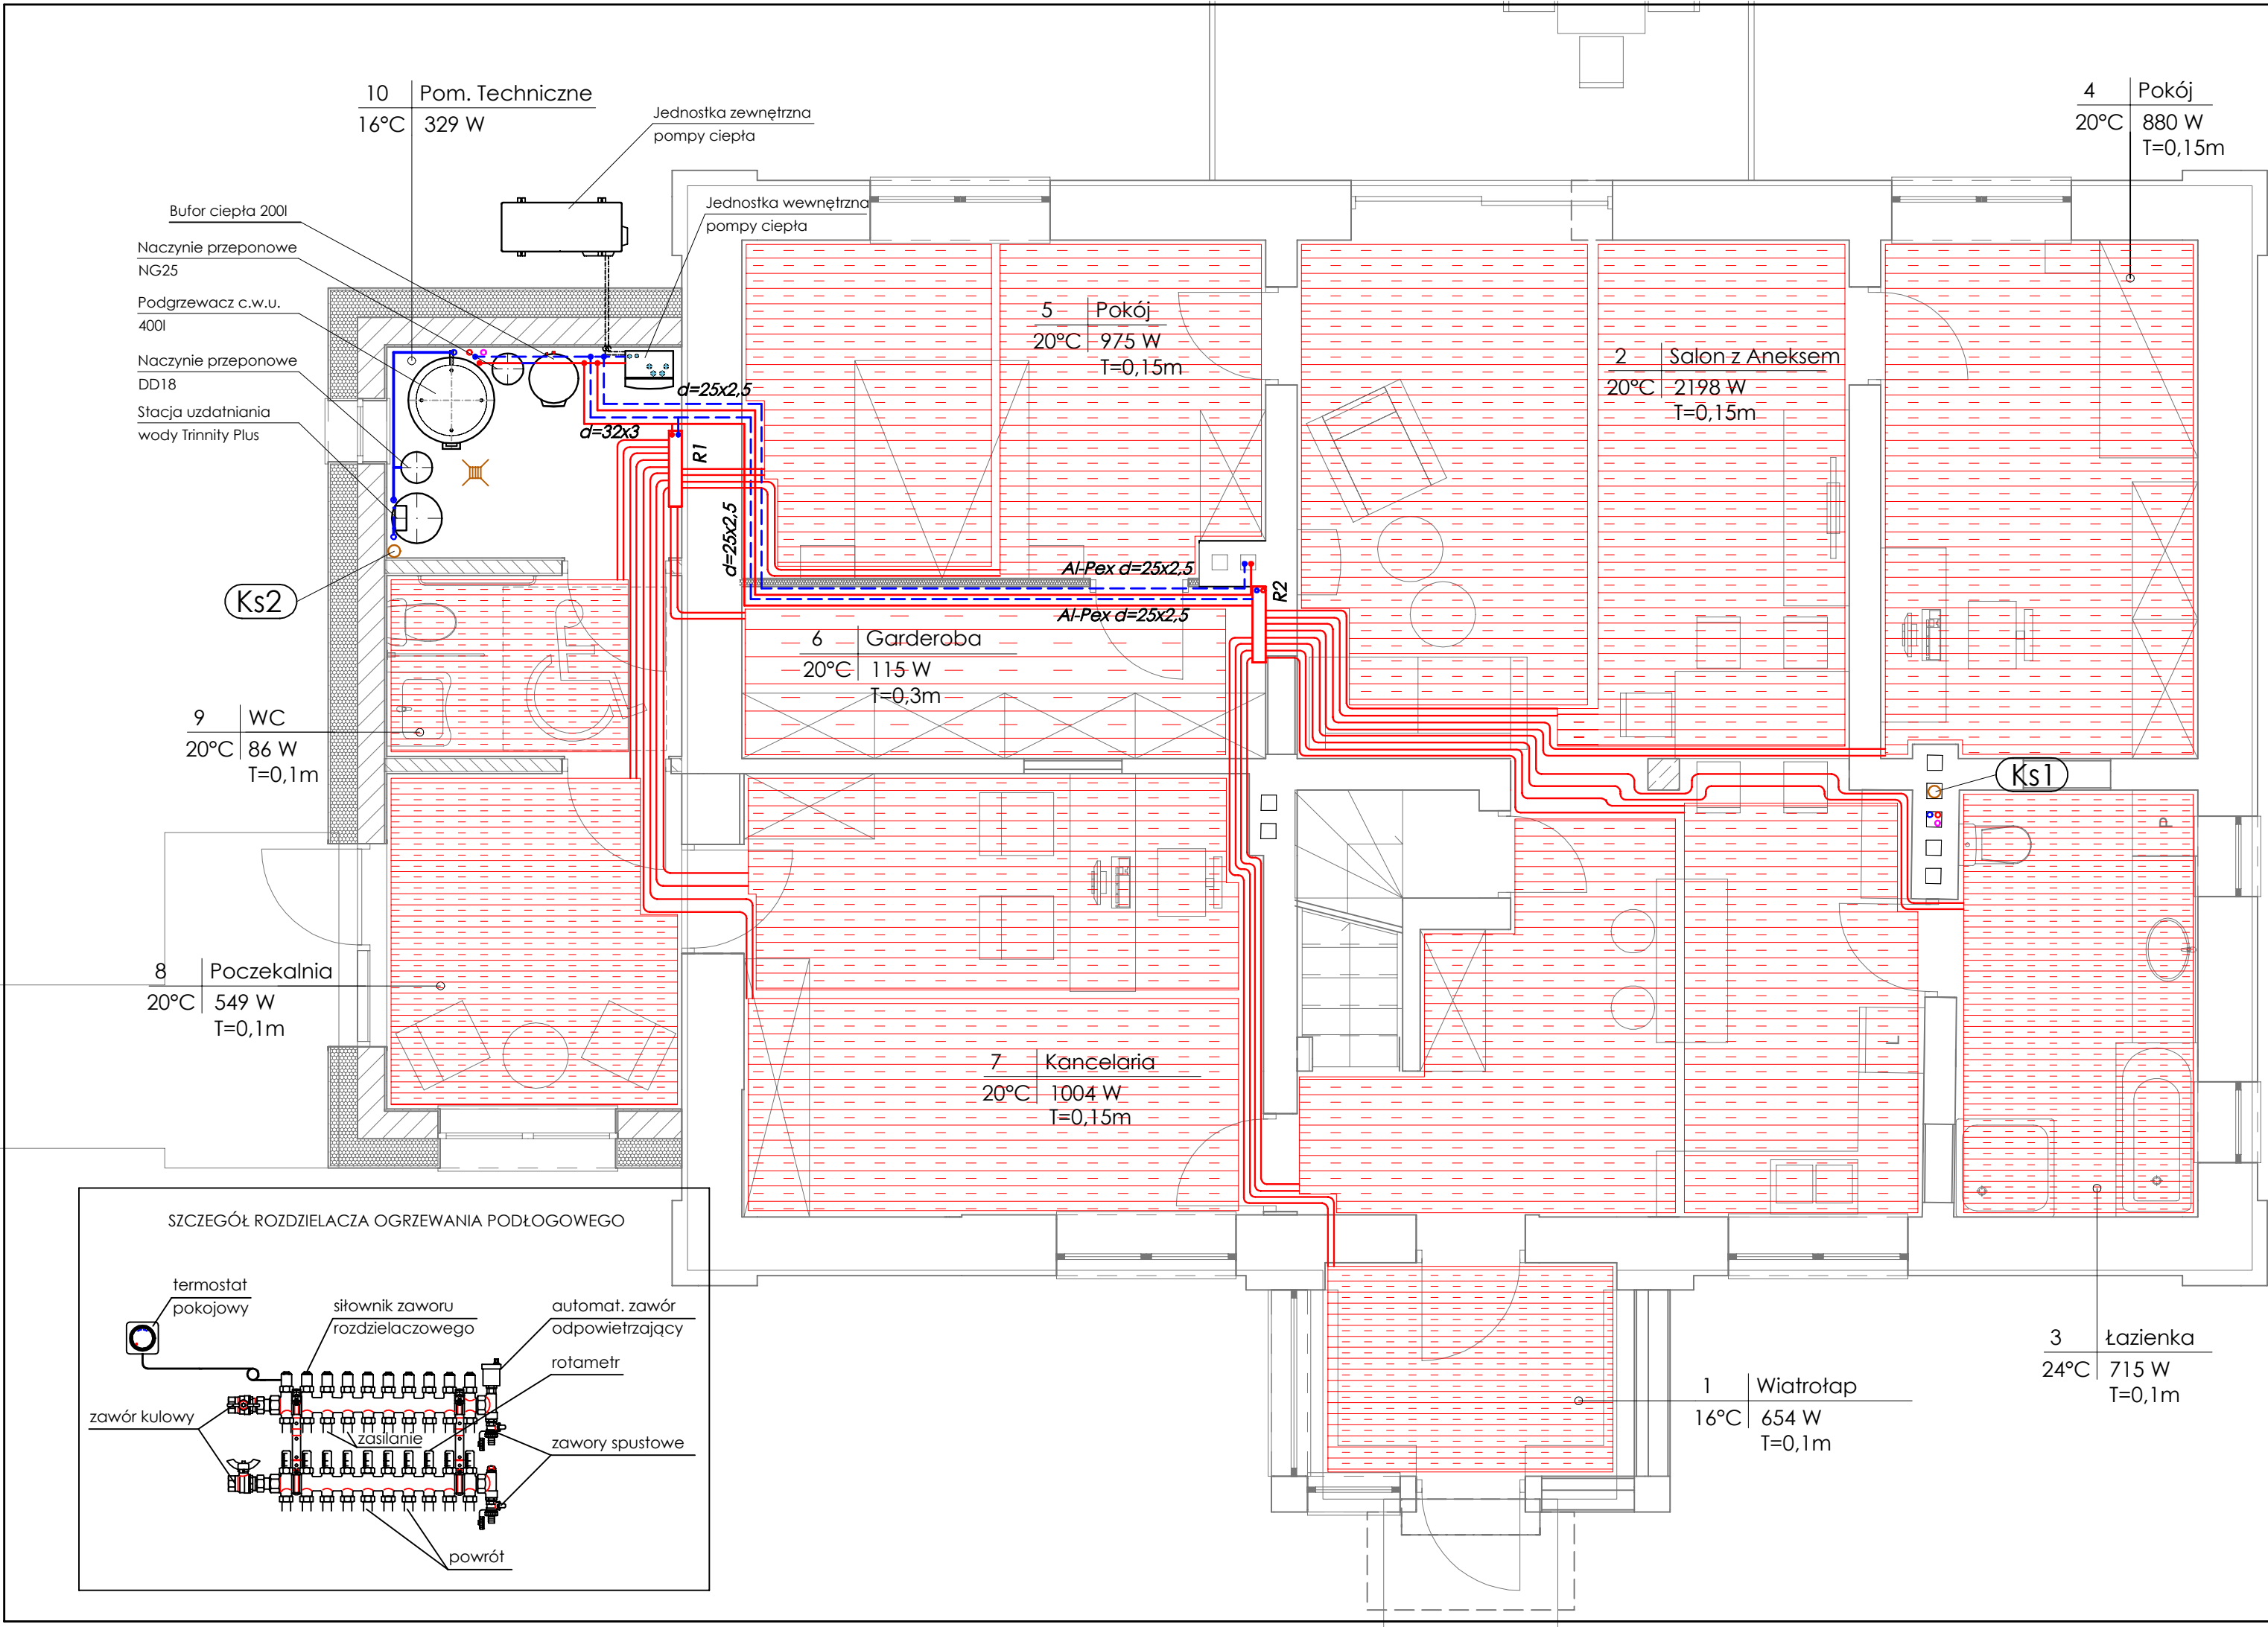 10 Pom. Techniczne
16°C 329 W
Jednostka zewnętrzna
pompy ciepła
4 Pokój
20°C 880 W
T=0,15m
Bufor ciepła 200l
Jednostka wewnętrzna
pompy ciepła
Naczynie przeponowe
NG25
Podgrzewacz c.w.u.
400l
Naczynie przeponowe
DD18
Stacja uzdatniania
wody Trinnity Plus
5 Pokój
20°C 975 W
T=0,15m
2 Salon z Aneksem
20°C 2198 W
T=0,15m
d=25x2,5
d=32x3
R1
d=25x2,5
Al-Pex d=25x2,5
Al-Pex d=25x2,5
R2
Ks2
6 Garderoba
20°C 115 W
T=0,3m
9 WC
20°C 86 W
T=0,1m
Ks1
P
L
8 Poczekalnia
20°C 549 W
T=0,1m
7 Kancelaria
20°C 1004 W
T=0,15m
SZCZEGÓŁ ROZDZIELACZA OGRZEWANIA PODŁOGOWEGO
termostat
pokojowy
siłownik zaworu
rozdzielaczowego
automat. zawór
odpowietrzający
rotametr
zawór kulowy
zasilanie
zawory spustowe
powrót
1 Wiatrołap
16°C 654 W
T=0,1m
3 Łazienka
24°C 715 W
T=0,1m